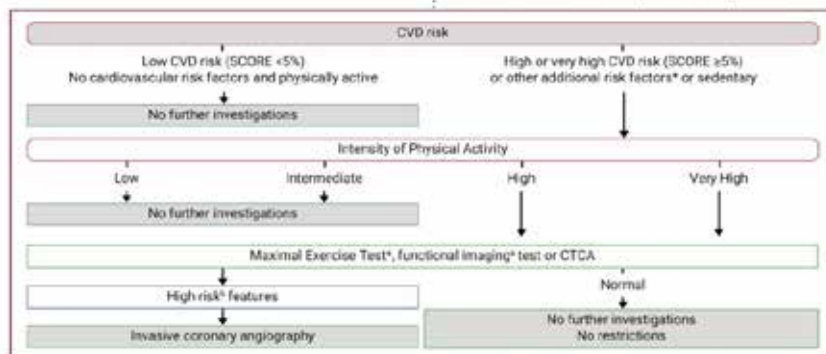 CVD risk
Low CVD risk (SCORE <5%)
No cardiovascular risk factors and physically active
High or very high CVD risk (SCORE ≥5%)
or other additional risk factors* or sedentary
No further investigations
Intensity of Physical Activity
Low
Intermediate
High
Very High
No further investigations
Maximal Exercise Testᵃ, functional imagingᵃ test or CTCA
High riskᵇ features
Normal
Invasive coronary angiography
No further investigations
No restrictions